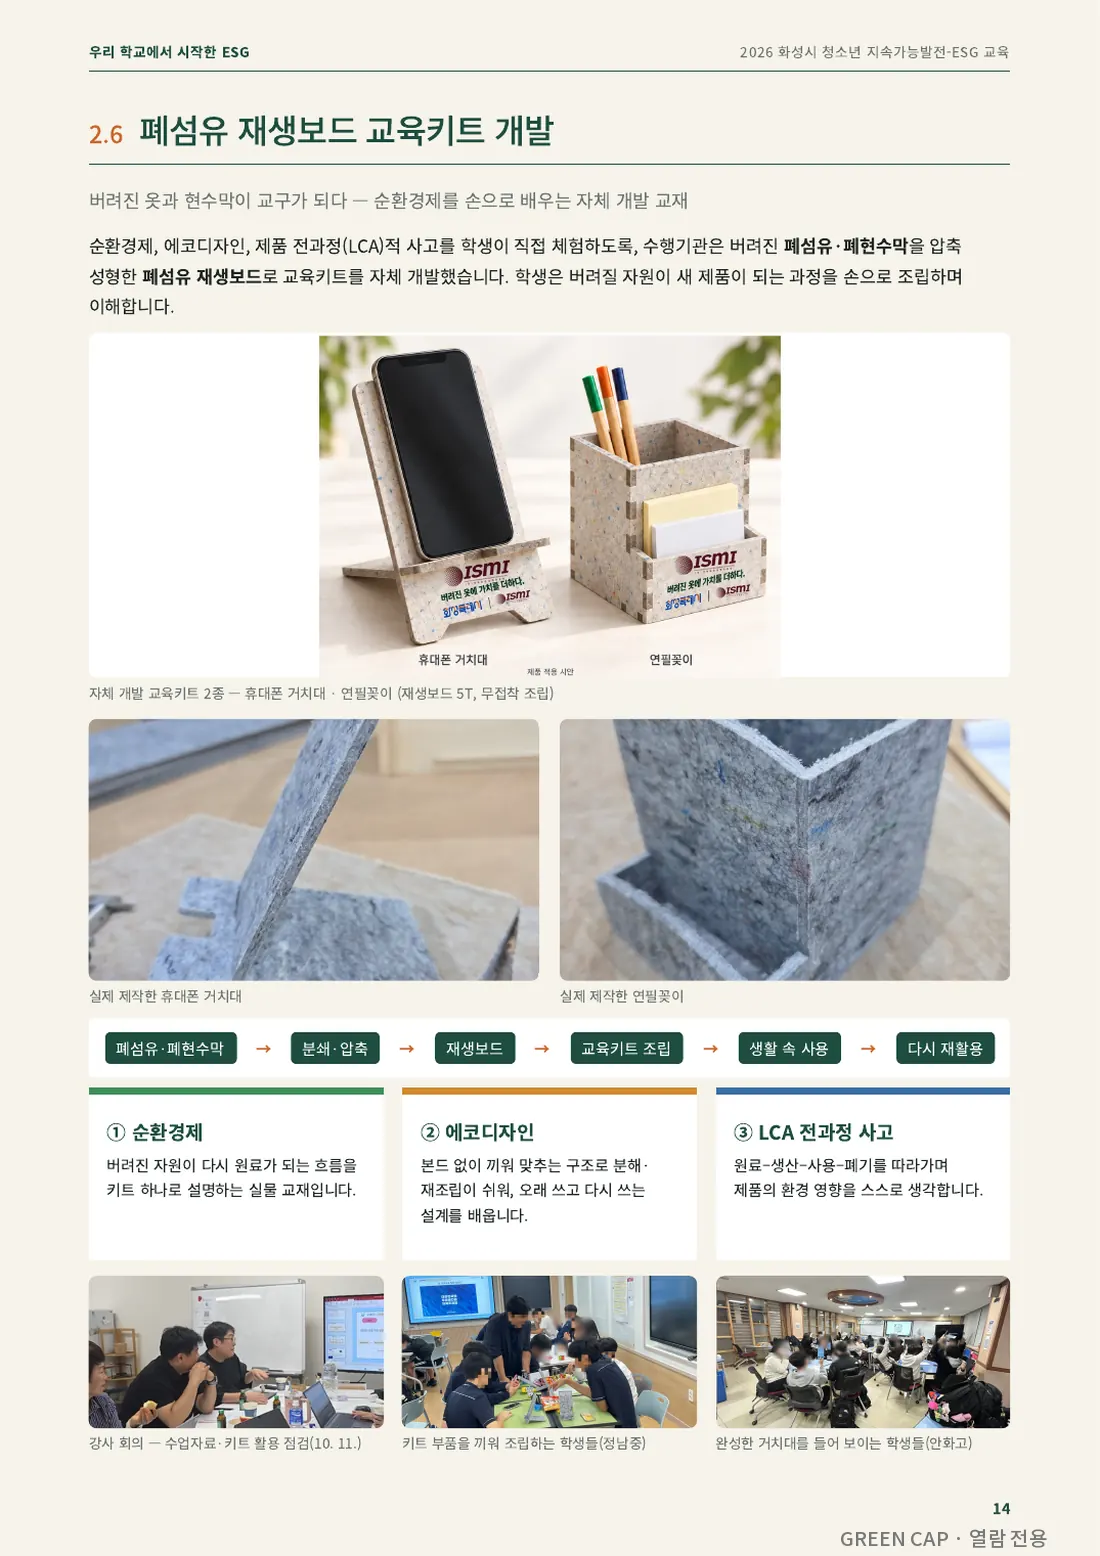 우리 학교에서 시작한 ESG
2026 화성시 청소년 지속가능발전-ESG 교육
2.6 폐섬유 재생보드 교육키트 개발
버려진 옷과 현수막이 교구가 되다 — 순환경제를 손으로 배우는 자체 개발 교재
순환경제, 에코디자인, 제품 전과정(LCA)적 사고를 학생이 직접 체험하도록, 수행기관은 버려진 폐섬유·폐현수막을 압축
성형한 폐섬유 재생보드로 교육키트를 자체 개발했습니다. 학생은 버려질 자원이 새 제품이 되는 과정을 손으로 조립하며
이해합니다.
ISMI
버려진 옷에 가치를 더하다.
ISMI
ISMI
버려진 옷에 가치를 더하다.
ISMI
휴대폰 거치대
연필꽂이
제품 적용 시안
자체 개발 교육키트 2종 — 휴대폰 거치대 · 연필꽂이 (재생보드 5T, 무접착 조립)
실제 제작한 휴대폰 거치대
실제 제작한 연필꽂이
폐섬유·폐현수막 → 분쇄·압축 → 재생보드 → 교육키트 조립 → 생활 속 사용 → 다시 재활용
① 순환경제
버려진 자원이 다시 원료가 되는 흐름을
키트 하나로 설명하는 실물 교재입니다.
② 에코디자인
본드 없이 끼워 맞추는 구조로 분해·
재조립이 쉬워, 오래 쓰고 다시 쓰는
설계를 배웁니다.
③ LCA 전과정 사고
원료–생산–사용–폐기를 따라가며
제품의 환경 영향을 스스로 생각합니다.
강사 회의 — 수업자료·키트 활용 점검(10. 11.)
키트 부품을 끼워 조립하는 학생들(정남중)
완성한 거치대를 들어 보이는 학생들(안화고)
14
GREEN CAP · 열람전용